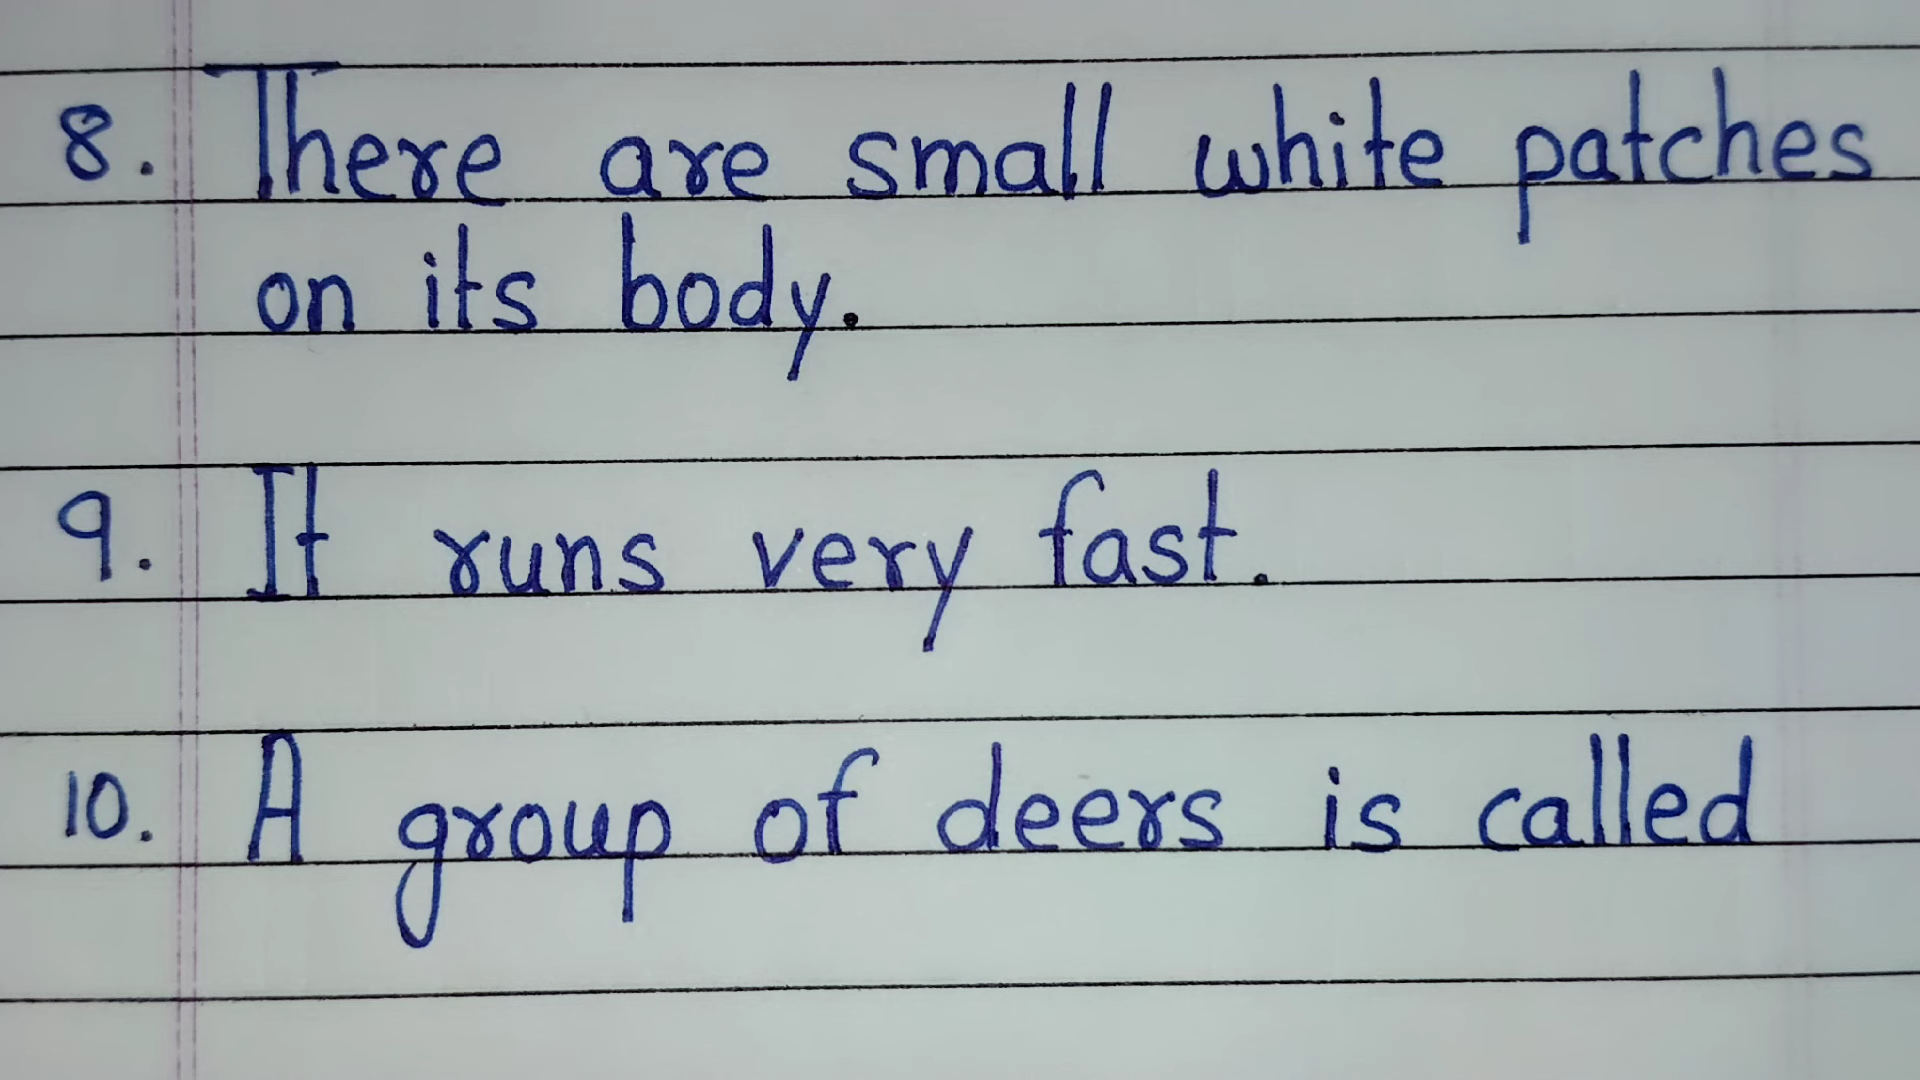 8. There are small white patches
on its body.
9. It runs very fast.
10. A group of deers is called